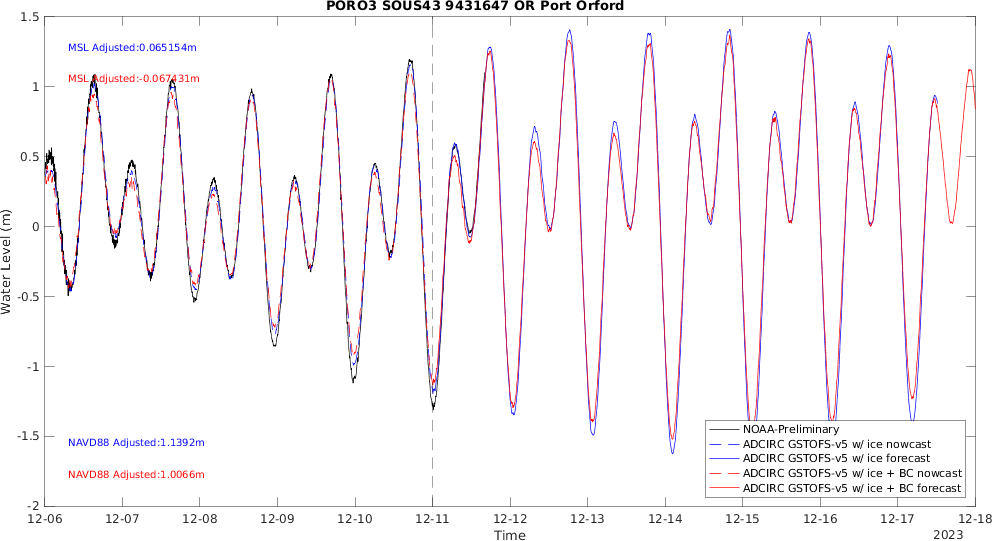 PORO3 SOUS43 9431647 OR Port Orford
1.5
1
0.5
0
-0.5
-1
-1.5
-2
Water Level (m)
MSL Adjusted:0.065154m
MSL Adjusted:-0.067431m
NAVD88 Adjusted:1.1392m
NAVD88 Adjusted:1.0066m
NOAA-Preliminary
ADCIRC GSTOFS-v5 w/ ice nowcast
ADCIRC GSTOFS-v5 w/ ice forecast
ADCIRC GSTOFS-v5 w/ ice + BC nowcast
ADCIRC GSTOFS-v5 w/ ice + BC forecast
12-06 12-07 12-08 12-09 12-10 12-11 12-12 12-13 12-14 12-15 12-16 12-17 12-18
Time
2023